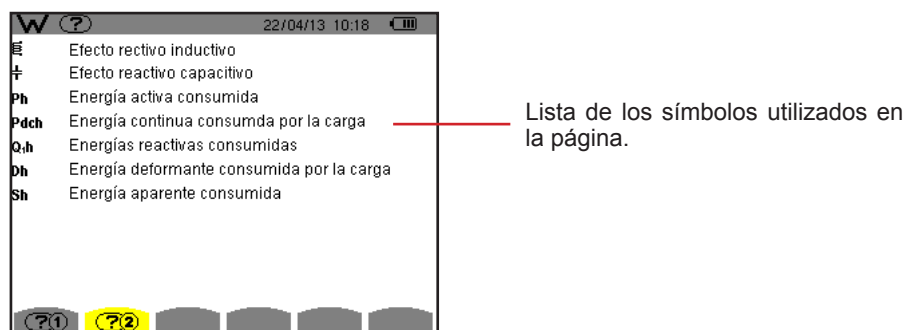 W ? 22/04/13 10:18
Efecto rectivo inductivo
Efecto reactivo capacitivo
Ph Energía activa consumida
Pdch Energía continua consumda por la carga
Q₁h Energías reactivas consumidas
Dh Energía deformante consumida por la carga
Sh Energía aparente consumida
?1 ?2
Lista de los símbolos utilizados en
la página.